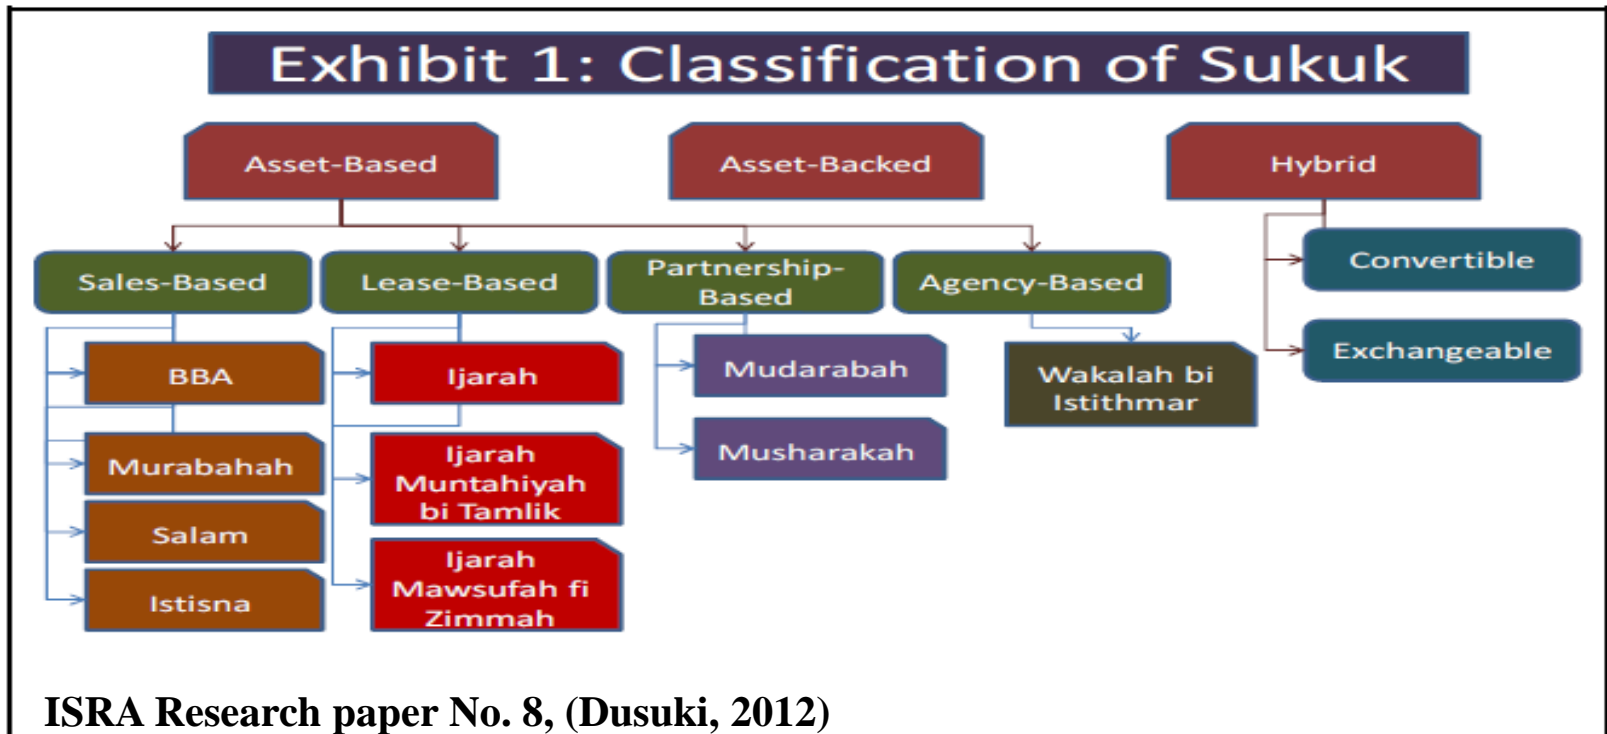 Exhibit 1: Classification of Sukuk
Asset-Based
Asset-Backed
Hybrid
Sales-Based
Lease-Based
Partnership-
Based
Agency-Based
Convertible
Exchangeable
BBA
Murabahah
Salam
Istisna
Ijarah
Ijarah
Muntahiyah
bi Tamlik
Ijarah
Mawsufah fi
Zimmah
Mudarabah
Musharakah
Wakalah bi
Istithmar
ISRA Research paper No. 8, (Dusuki, 2012)